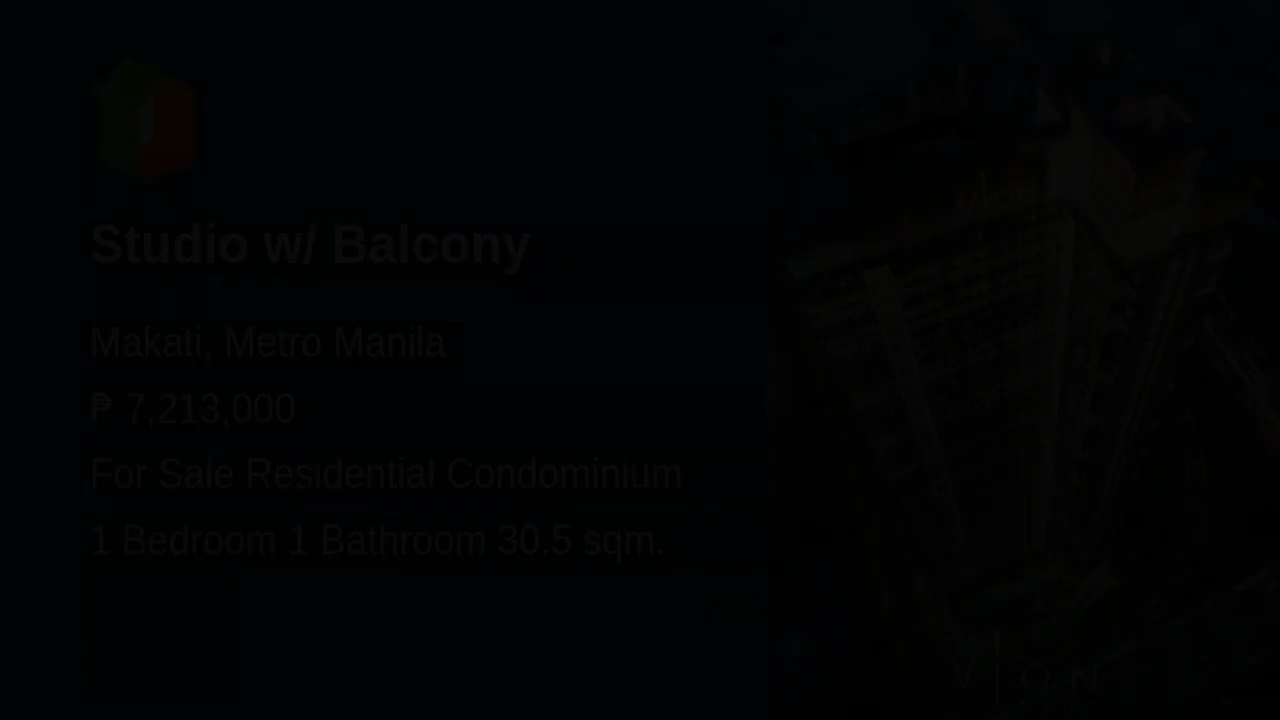 Studio w/ Balcony
Makati, Metro Manila
₱ 7,213,000
For Sale Residential Condominium
1 Bedroom 1 Bathroom 30.5 sqm.
VION